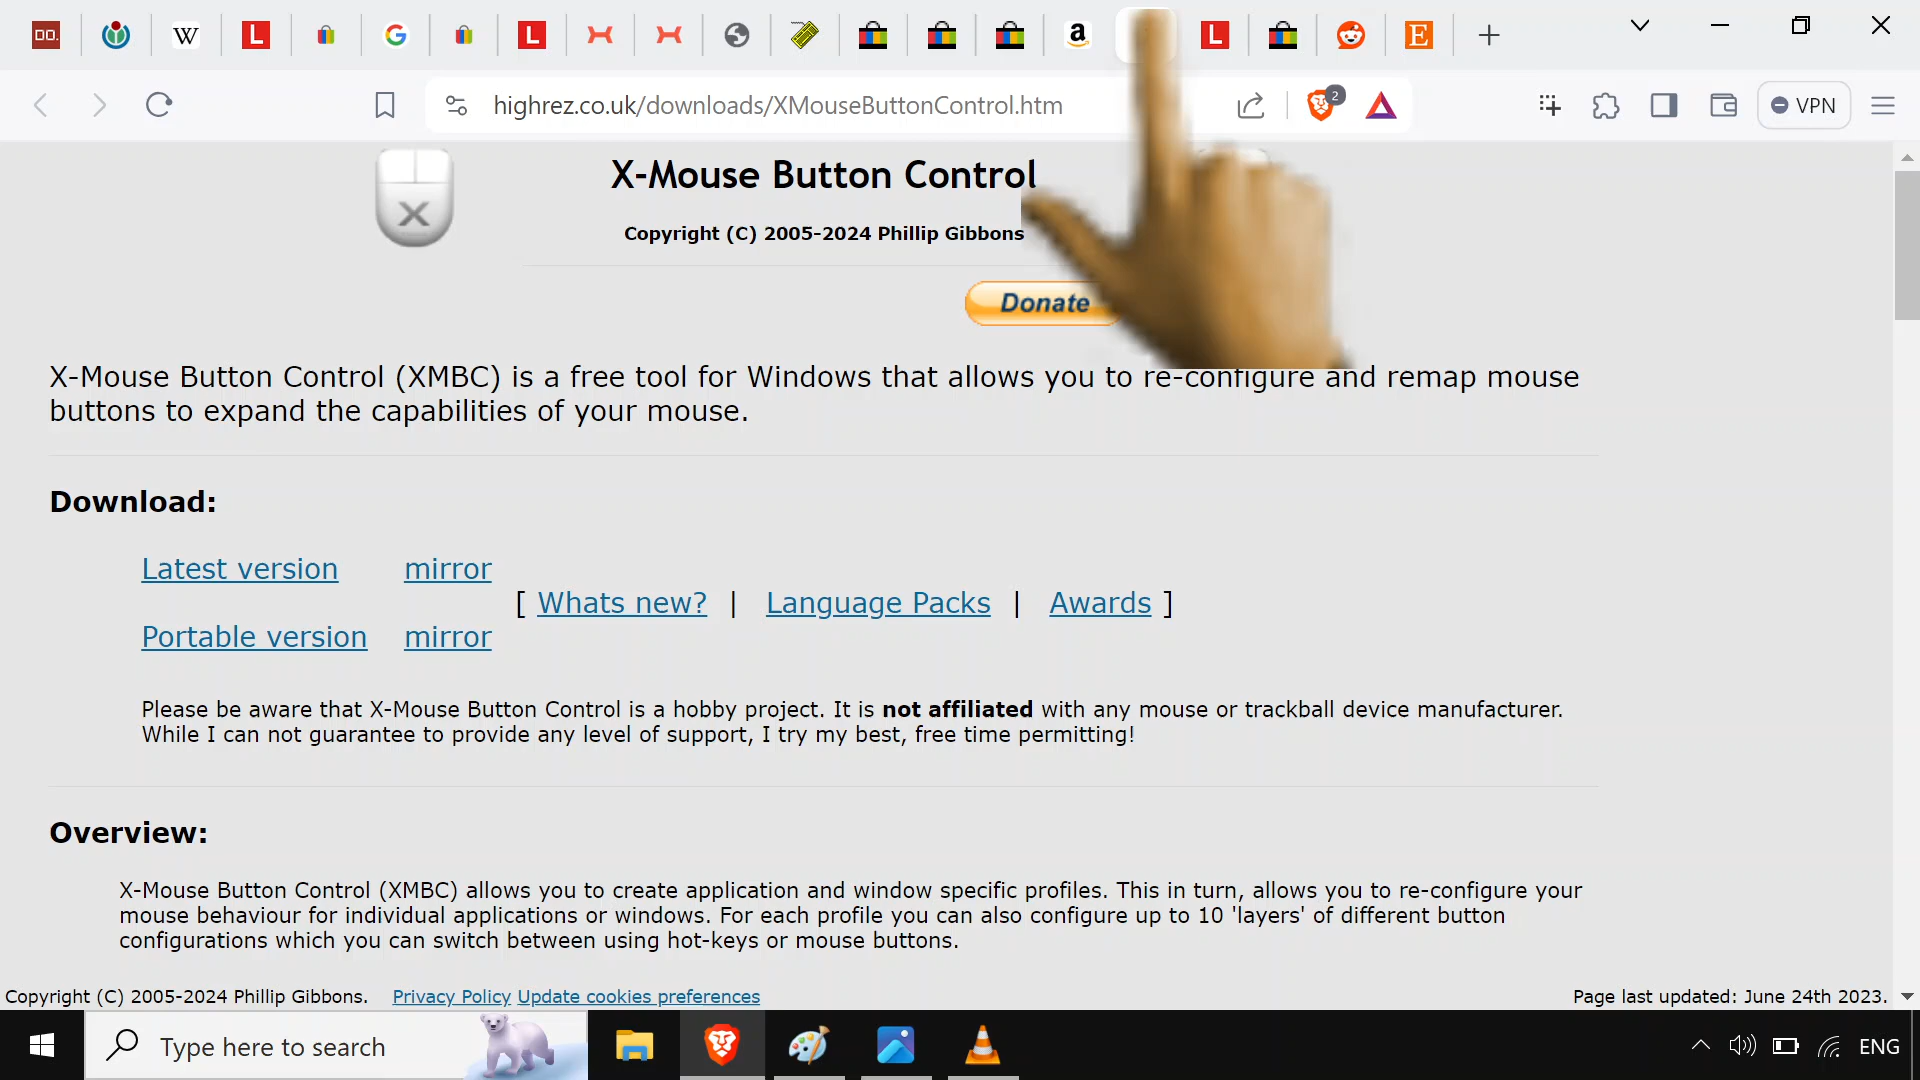 DO. W L L a L E
highrez.co.uk/downloads/XMouseButtonControl.htm 2 VPN
X-Mouse Button Control
Copyright (C) 2005-2024 Phillip Gibbons
Donate
X-Mouse Button Control (XMBC) is a free tool for Windows that allows you to re-configure and remap mouse
buttons to expand the capabilities of your mouse.
Download:
Latest version mirror
[ Whats new? | Language Packs | Awards ]
Portable version mirror
Please be aware that X-Mouse Button Control is a hobby project. It is not affiliated with any mouse or trackball device manufacturer.
While I can not guarantee to provide any level of support, I try my best, free time permitting!
Overview:
X-Mouse Button Control (XMBC) allows you to create application and window specific profiles. This in turn, allows you to re-configure your
mouse behaviour for individual applications or windows. For each profile you can also configure up to 10 'layers' of different button
configurations which you can switch between using hot-keys or mouse buttons.
Copyright (C) 2005-2024 Phillip Gibbons. Privacy Policy Update cookies preferences Page last updated: June 24th 2023.
Type here to search ENG